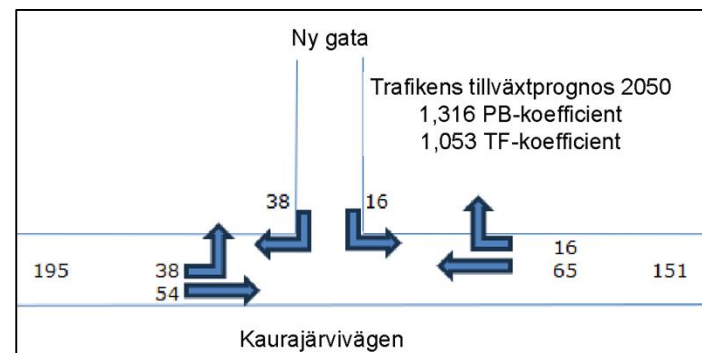 Ny gata
Trafikens tillväxtprognos 2050
1,316 PB-koefficient
1,053 TF-koefficient
38
16
195
38
54
16
65
151
Kaurajärvivägen